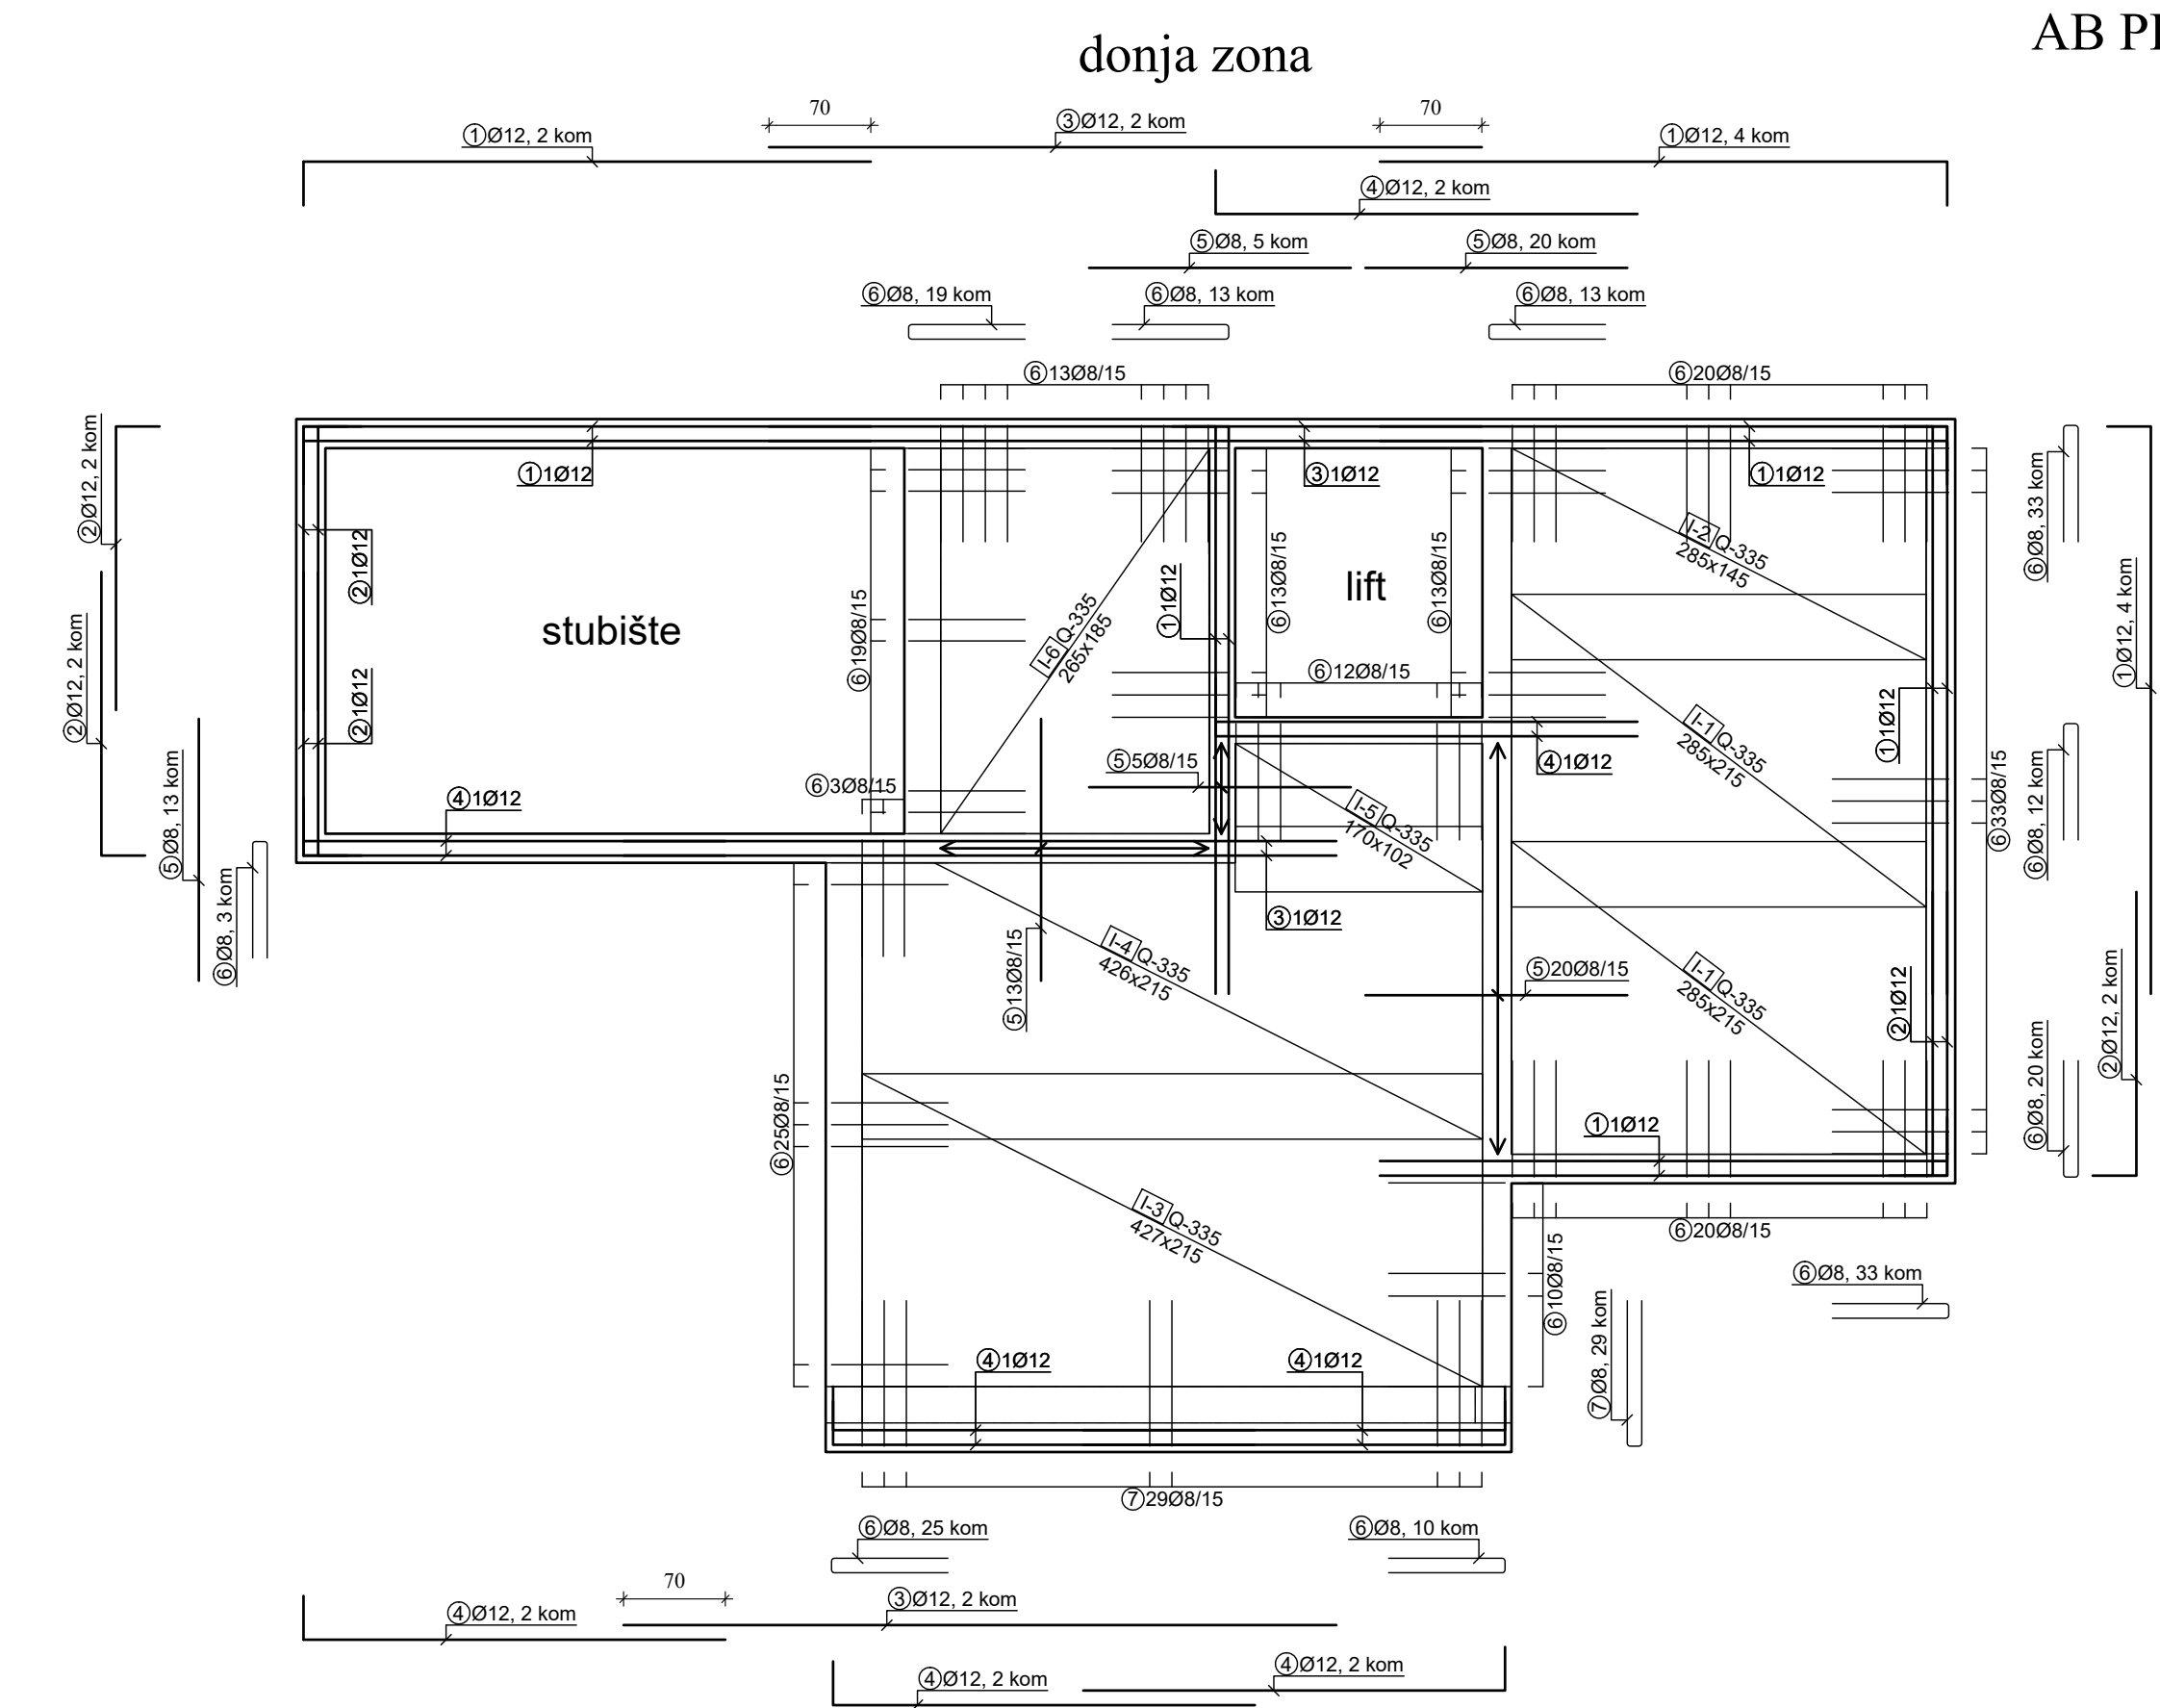 donja zona
AB
70
70
①Ø12, 2 kom
③Ø12, 2 kom
①Ø12, 4 kom
④Ø12, 2 kom
⑤Ø8, 5 kom
⑤Ø8, 20 kom
⑥Ø8, 19 kom
⑥Ø8, 13 kom
⑥Ø8, 13 kom
⑥13Ø8/15
⑥20Ø8/15
②Ø12, 2 kom
②Ø12, 2 kom
⑤Ø8, 13 kom
⑥Ø8, 3 kom
①1Ø12
③1Ø12
①1Ø12
②1Ø12
②1Ø12
stubište
⑥19Ø8/15
I-6 Q-335
265x185
①1Ø12
⑥13Ø8/15
lift
⑥13Ø8/15
⑥12Ø8/15
I-2 Q-335
285x145
I-1 Q-335
285x215
①1Ø12
⑥33Ø8/15
⑥Ø8, 33 kom
①Ø12, 4 kom
⑥Ø8, 12 kom
④1Ø12
⑥3Ø8/15
⑤5Ø8/15
④1Ø12
I-5 Q-335
170x102
③1Ø12
I-4 Q-335
426x215
⑤13Ø8/15
⑤20Ø8/15
I-1 Q-335
285x215
②1Ø12
②Ø12, 2 kom
⑥Ø8, 20 kom
⑥25Ø8/15
①1Ø12
I-3 Q-335
427x215
⑥20Ø8/15
⑥10Ø8/15
⑥Ø8, 33 kom
⑦Ø8, 29 kom
④1Ø12
④1Ø12
⑦29Ø8/15
⑥Ø8, 25 kom
⑥Ø8, 10 kom
70
④Ø12, 2 kom
③Ø12, 2 kom
④Ø12, 2 kom
④Ø12, 2 kom